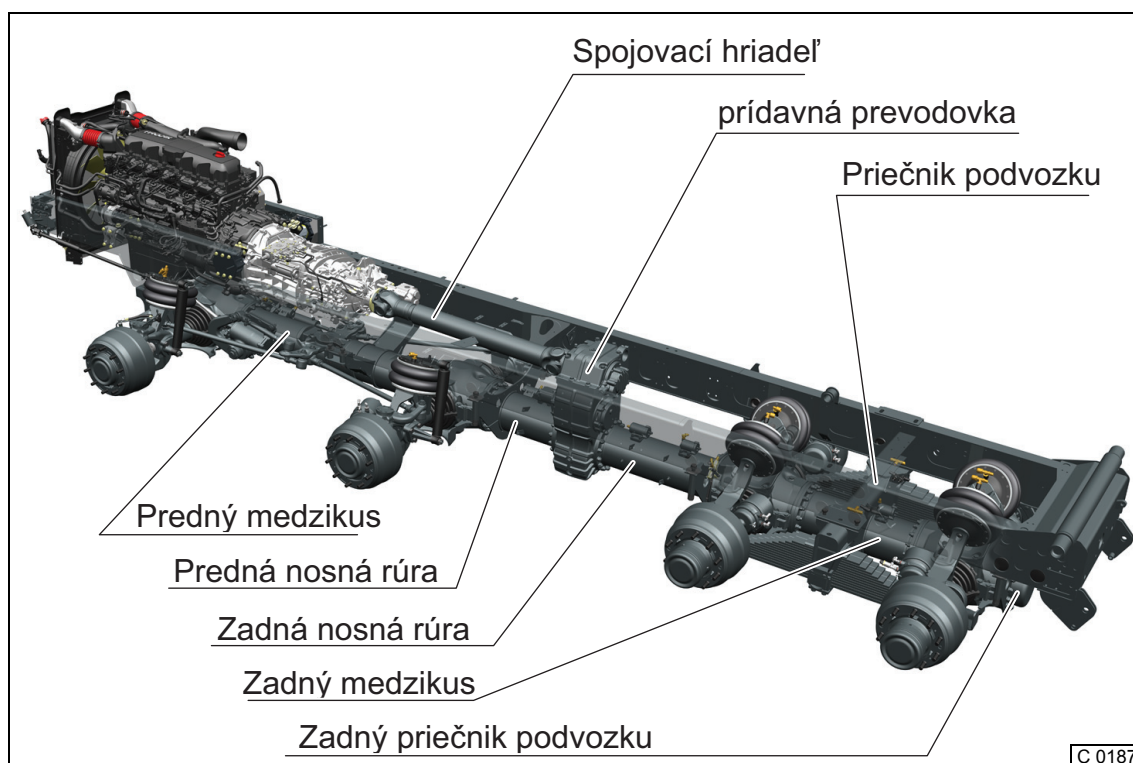 Spojovací hriadeľ
prídavná prevodovka
Priečnik podvozku
Predný medzikus
Predná nosná rúra
Zadná nosná rúra
Zadný medzikus
Zadný priečnik podvozku
C 0187